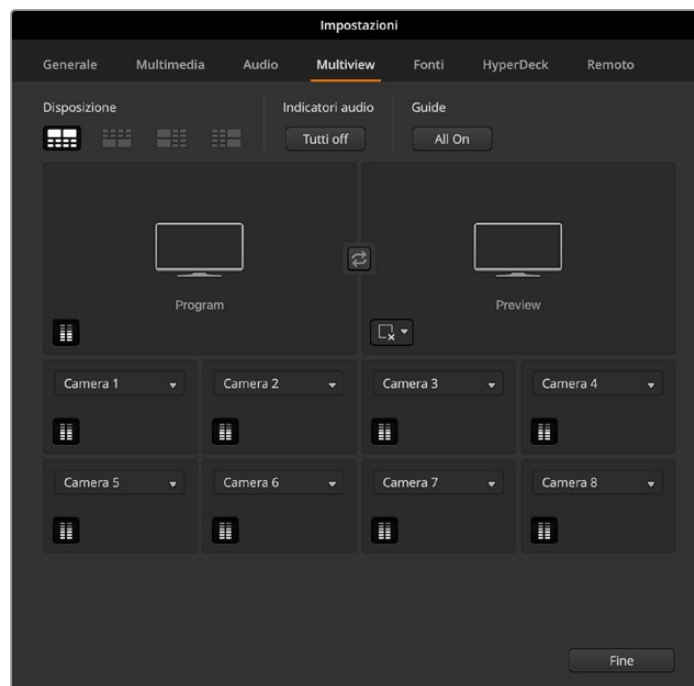 Impostazioni
Generale Multimedia Audio Multiview Fonti HyperDeck Remoto
Disposizione Indicatori audio Guide
Tutti off All On
Program Preview
Camera 1 Camera 2 Camera 3 Camera 4
Camera 5 Camera 6 Camera 7 Camera 8
Fine